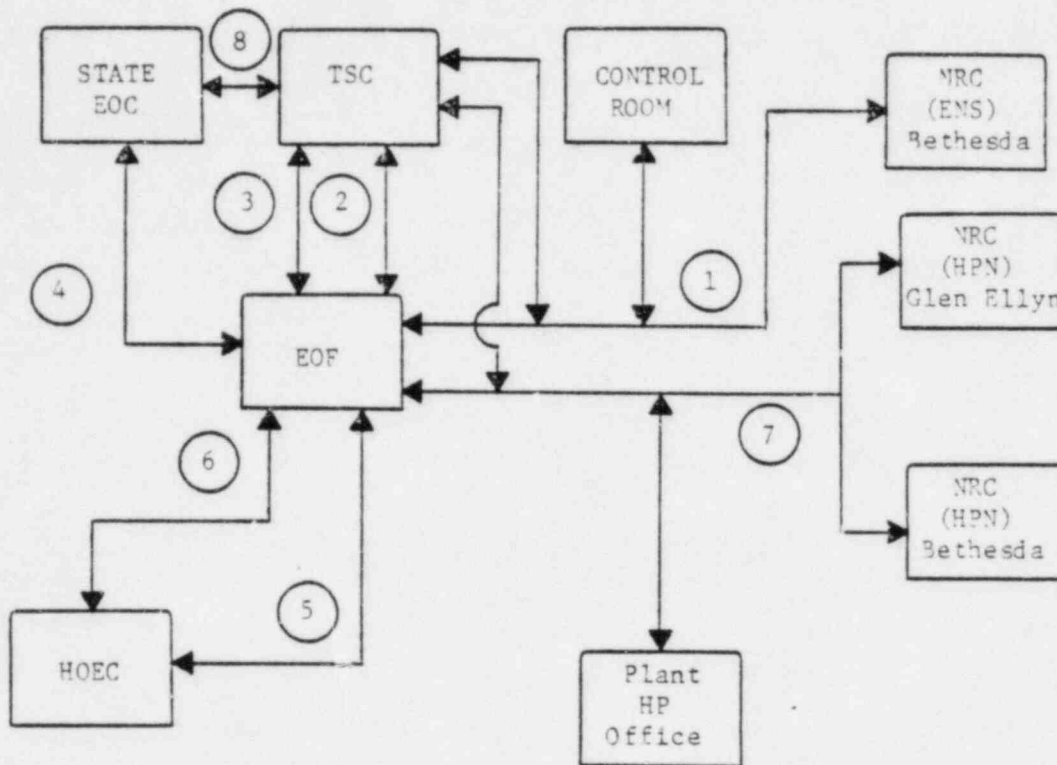 8
STATE
EOC
TSC
CONTROL
ROOM
NRC
(ENS)
Bethesda
3
2
NRC
(HPN)
Glen Ellyn
4
1
EOF
6
7
NRC
(HPN)
Bethesda
5
HOEC
Plant
HP
Office